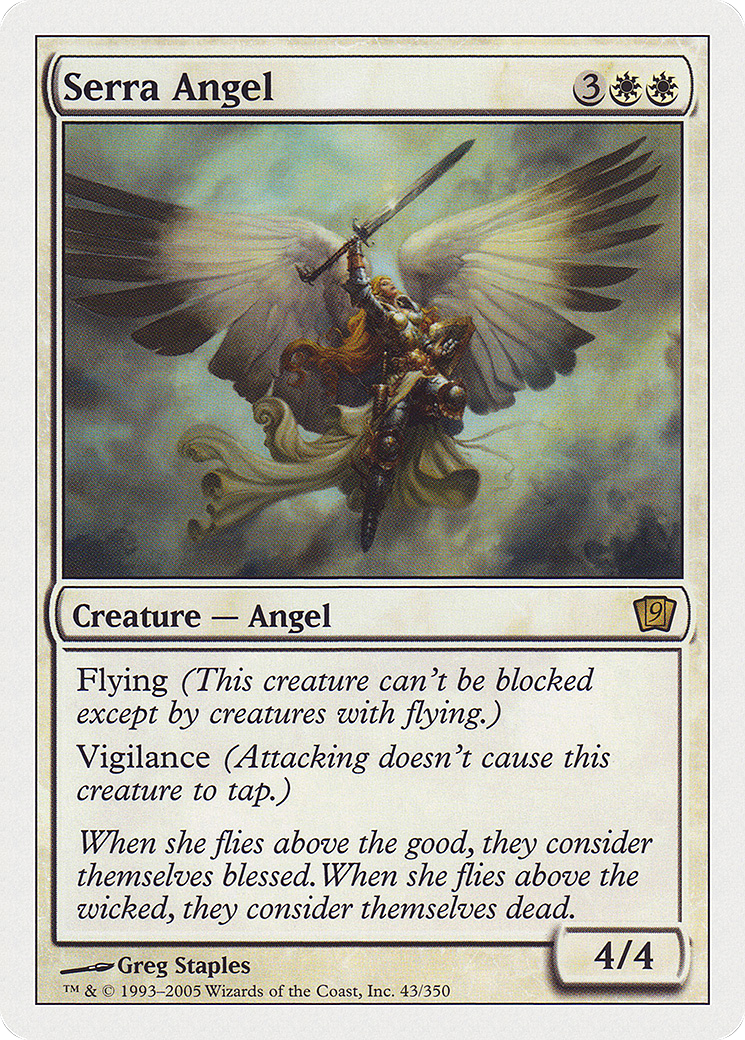 Serra Angel 3
Creature — Angel 9
Flying (This creature can't be blocked
except by creatures with flying.)
Vigilance (Attacking doesn't cause this
creature to tap.)
When she flies above the good, they consider
themselves blessed. When she flies above the
wicked, they consider themselves dead.
4/4
Greg Staples
™ & © 1993–2005 Wizards of the Coast, Inc. 43/350